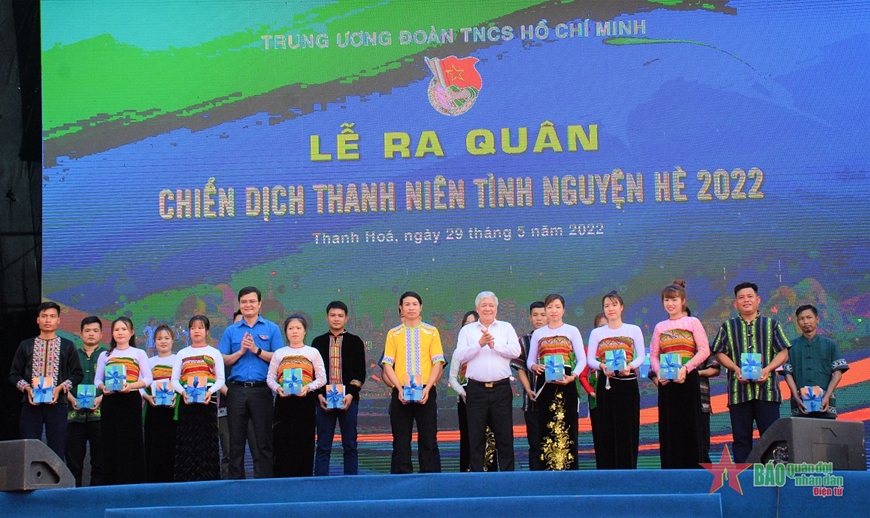 TRUNG ƯƠNG ĐOÀN TNCS HỒ CHÍ MINH
LỄ RA QUÂN
CHIẾN DỊCH THANH NIÊN TÌNH NGUYỆN HÈ 2022
Thanh Hoá, ngày 29 tháng 5 năm 2022
BÁO quân đội
nhân dân
Điện tử